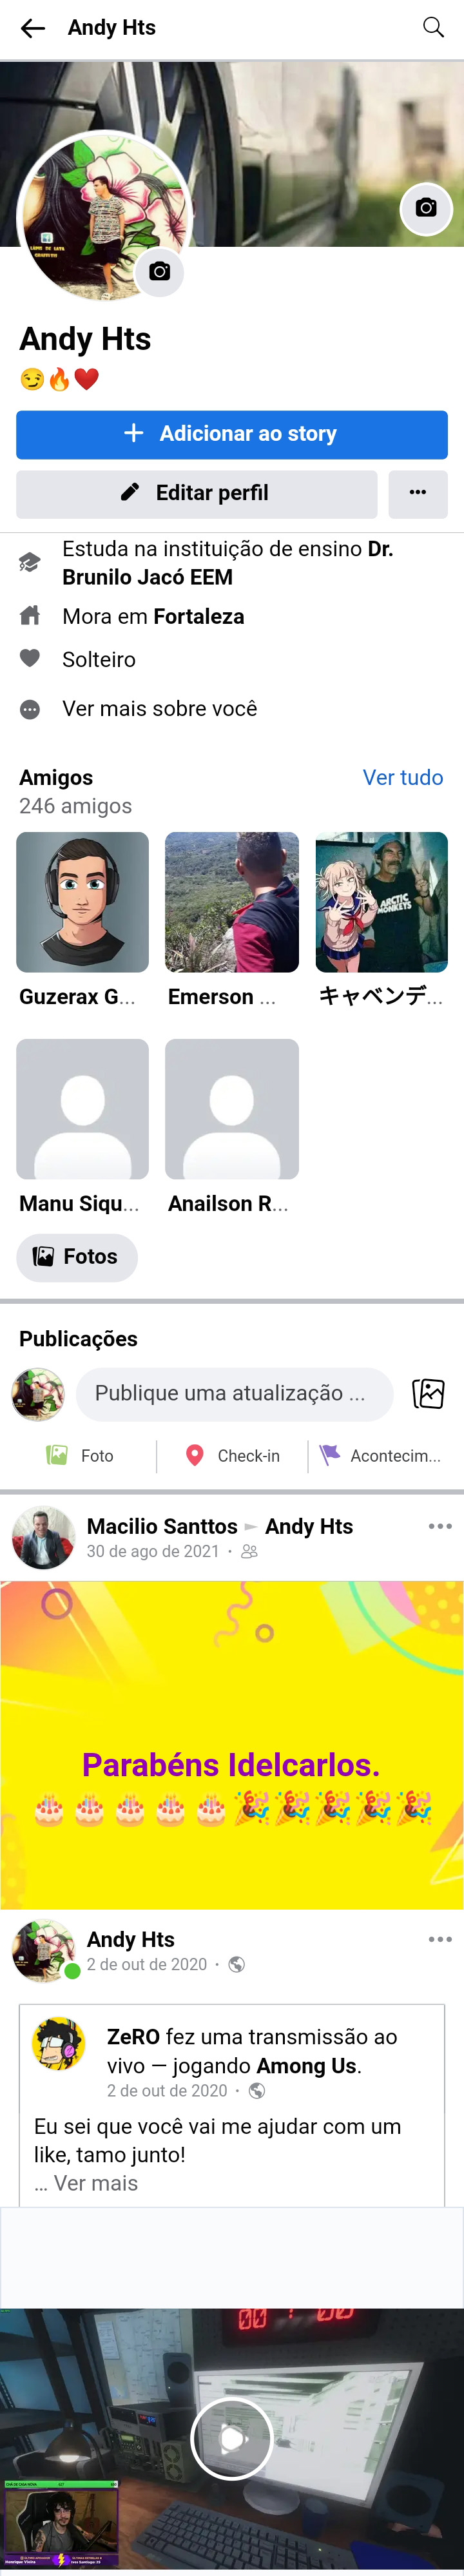 Andy Hts
Andy Hts
😏🔥❤️
Adicionar ao story
Editar perfil
Estuda na instituição de ensino Dr.
Brunilo Jacó EEM
Mora em Fortaleza
Solteiro
Ver mais sobre você
Amigos Ver tudo
246 amigos
Guzerax G... Emerson ... キャベンデ...
ARCTIC
MONKEYS
Manu Siqu... Anailson R...
Fotos
Publicações
Publique uma atualização ...
Foto Check-in Acontecim...
Macilio Santtos ► Andy Hts
30 de ago de 2021 ·
Parabéns Idelcarlos.
🎂🎂🎂🎂🎂🎉🎉🎉🎉🎉
Andy Hts
2 de out de 2020 ·
ZeRO fez uma transmissão ao
vivo — jogando Among Us.
2 de out de 2020 ·
Eu sei que você vai me ajudar com um
like, tamo junto!
... Ver mais